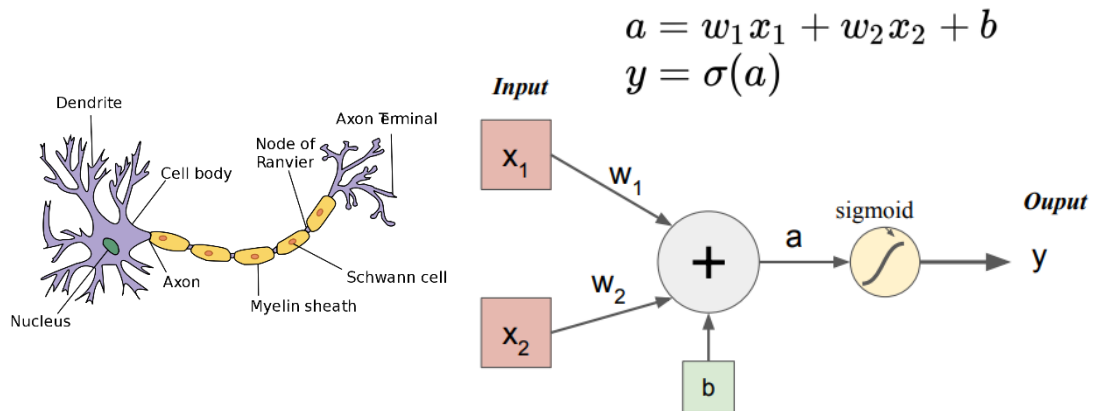 Dendrite
Cell body
Node of
Ranvier
Axon Terminal
Schwann cell
Axon
Myelin sheath
Nucleus
a = w₁x₁ + w₂x₂ + b
y = σ(a)
Input
x₁
w₁
sigmoid
Ouput
+
a
y
w₂
x₂
b